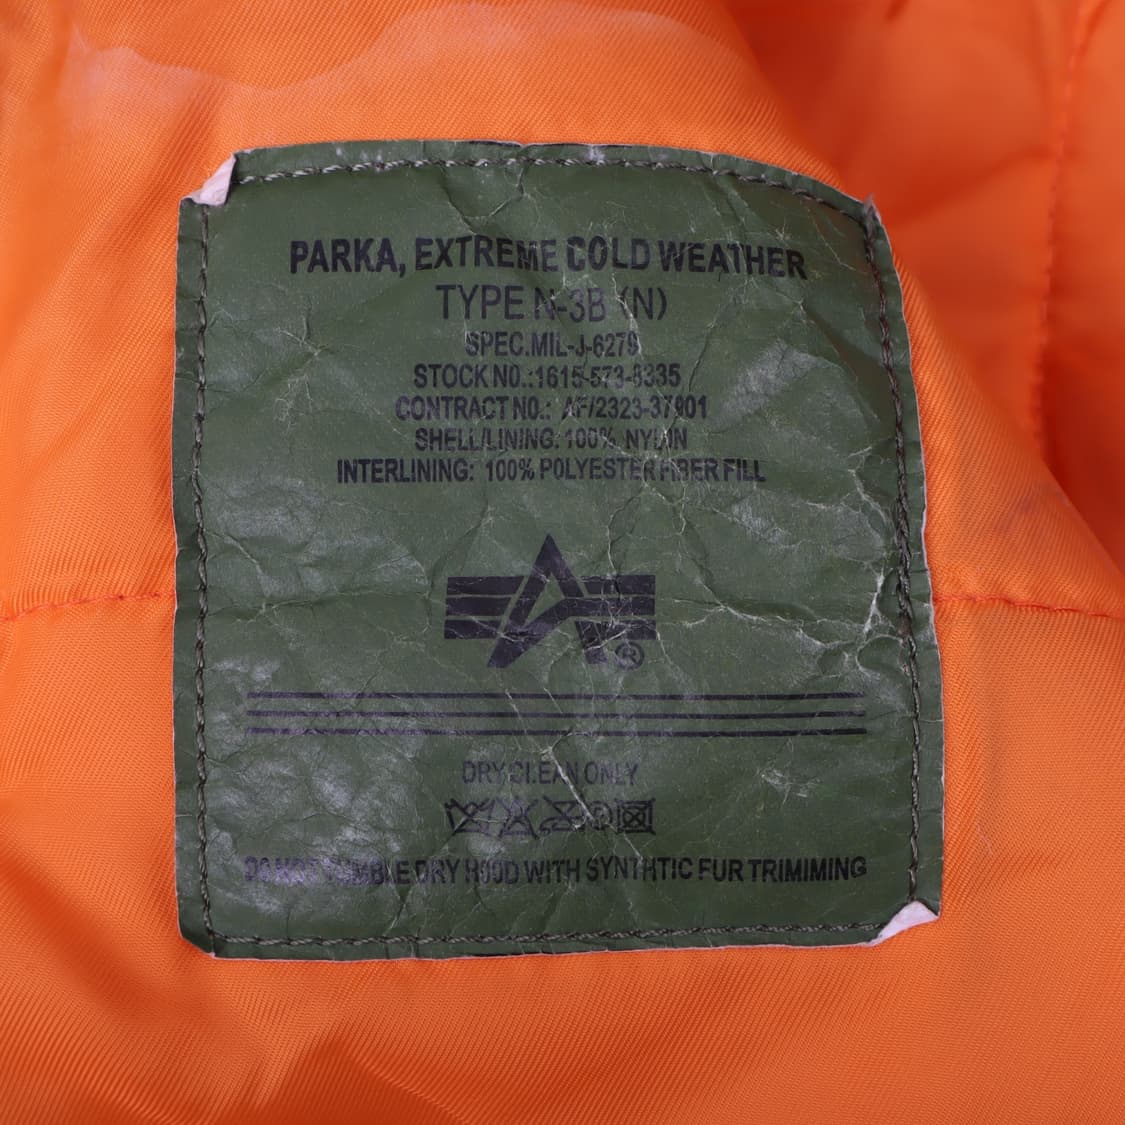 PARKA, EXTREME COLD WEATHER
TYPE N-3B (N)
SPEC.MIL-J-6279
STOCK NO.:1615-573-8335
CONTRACT NO.: AF/2323-37901
SHELL/LINING: 100% NYLON
INTERLINING: 100% POLYESTER FIBER FILL
®
DRY CLEAN ONLY
DO NOT TUMBLE DRY HOOD WITH SYNTHTIC FUR TRIMIMING